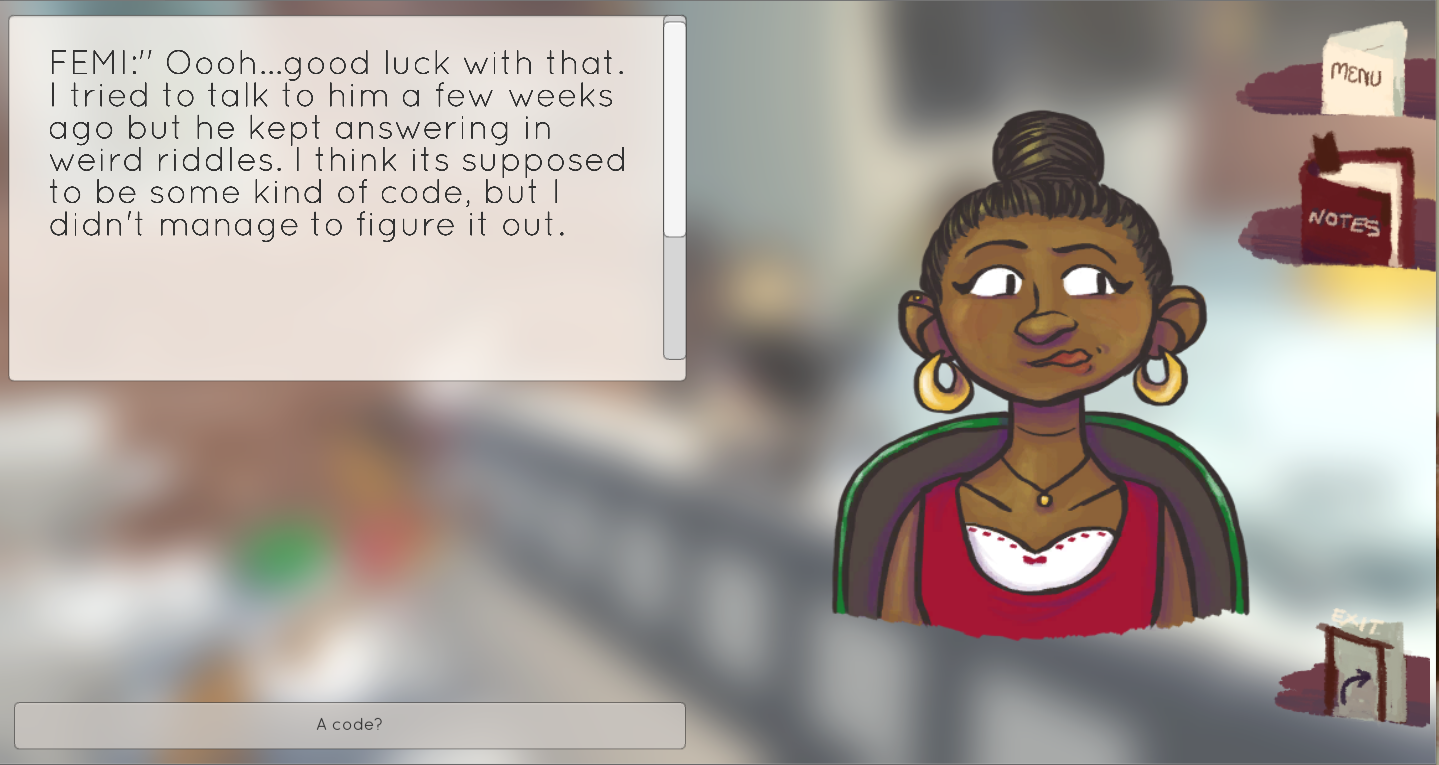 FEMI:" Oooh...good luck with that.
I tried to talk to him a few weeks
ago but he kept answering in
weird riddles. I think its supposed
to be some kind of code, but I
didn't manage to figure it out.
MENU
NOTES
EXIT
A code?